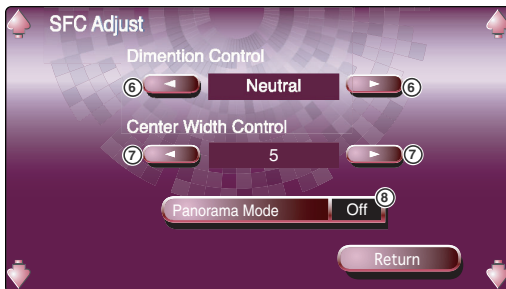 SFC Adjust
Dimention Control
⑥ ◄ Neutral ► ⑥
Center Width Control
⑦ ◄ 5 ► ⑦
Panorama Mode Off ⑧
Return